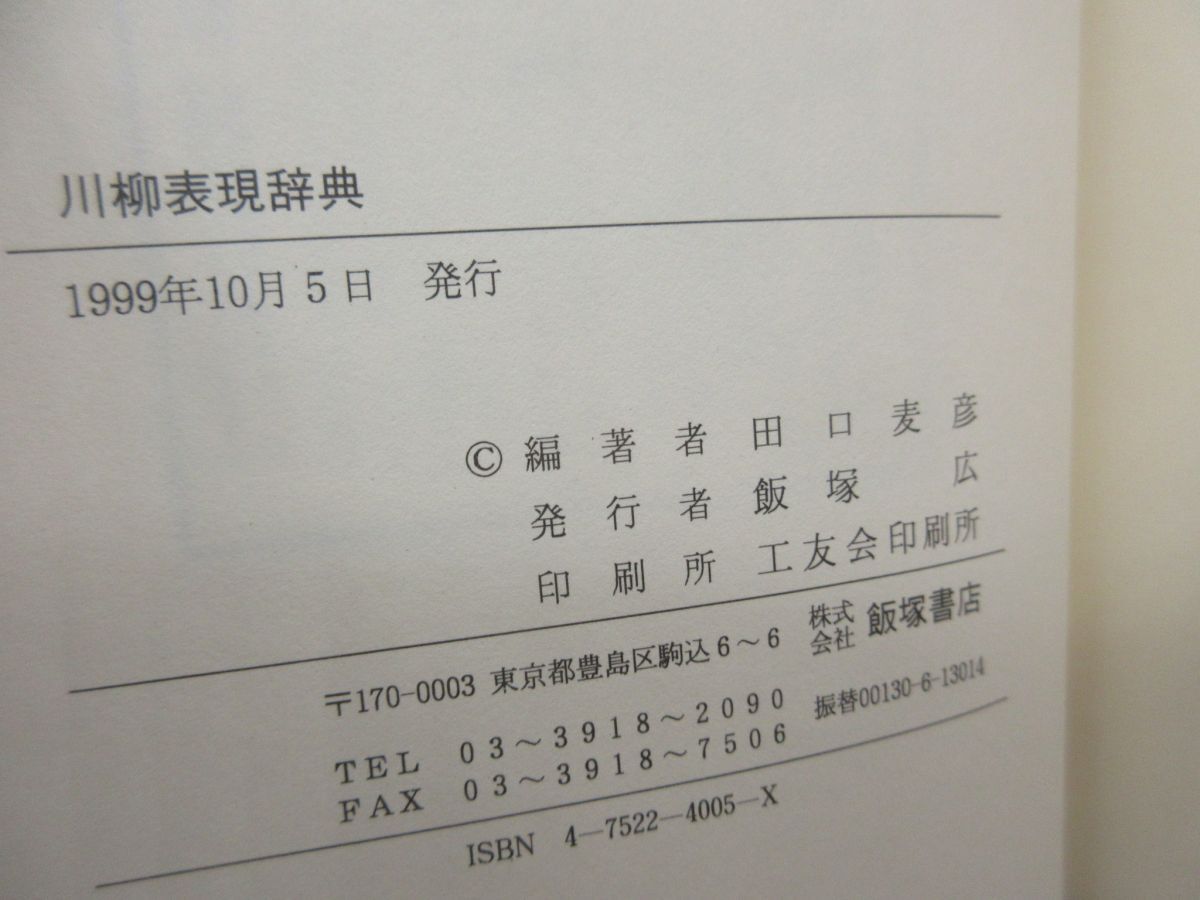 川柳表現辞典
1999年10月5日 発行
© 編著者 田口麦彦
発行者 飯塚 広
印刷所 工友会印刷所
〒170-0003 東京都豊島区駒込6〜6 株式会社 飯塚書店
TEL 03〜3918〜2090 振替00130-6-13014
FAX 03〜3918〜7506
ISBN 4-7522-4005-X